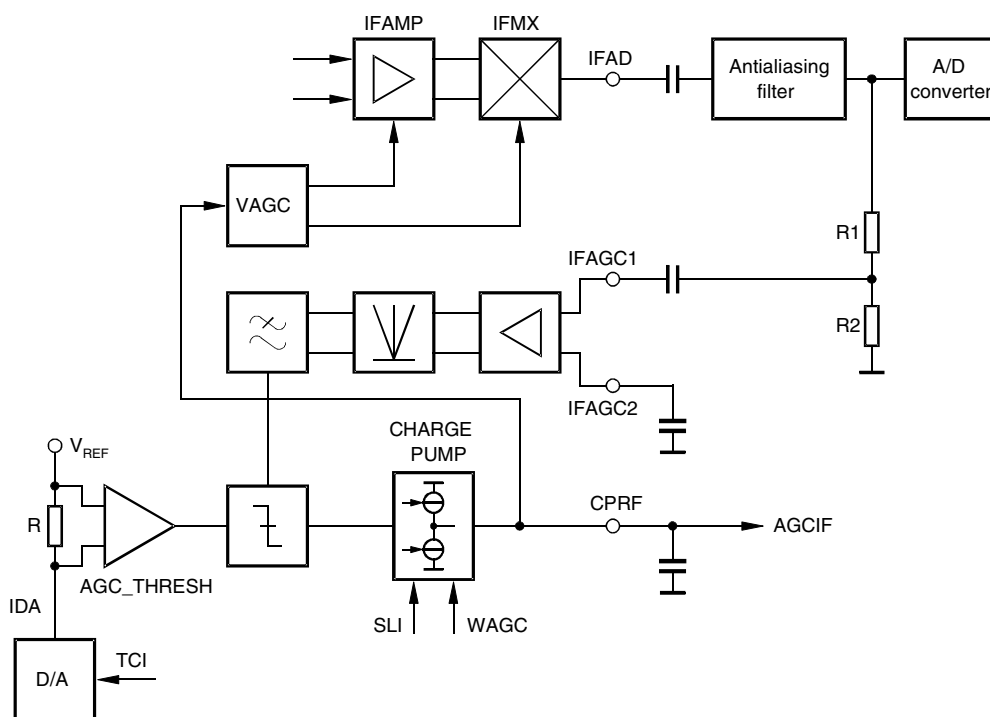 IFAMP
IFMX
IFAD
Antialiasing
filter
A/D
converter
VAGC
R1
IFAGC1
R2
IFAGC2
CHARGE
PUMP
VREF
R
CPRF
AGCIF
AGC_THRESH
IDA
SLI
WAGC
D/A
TCI